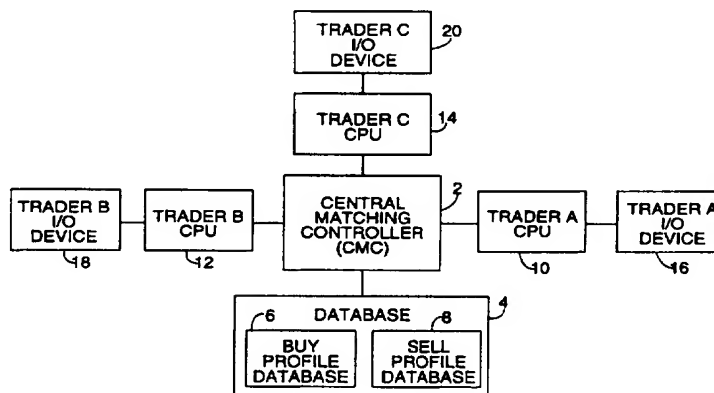 TRADER C
I/O
DEVICE
20
TRADER C
CPU
14
TRADER B
I/O
DEVICE
18
TRADER B
CPU
12
CENTRAL
MATCHING
CONTROLLER
(CMC)
2
TRADER A
CPU
10
TRADER A
I/O
DEVICE
16
DATABASE
4
6
BUY
PROFILE
DATABASE
8
SELL
PROFILE
DATABASE